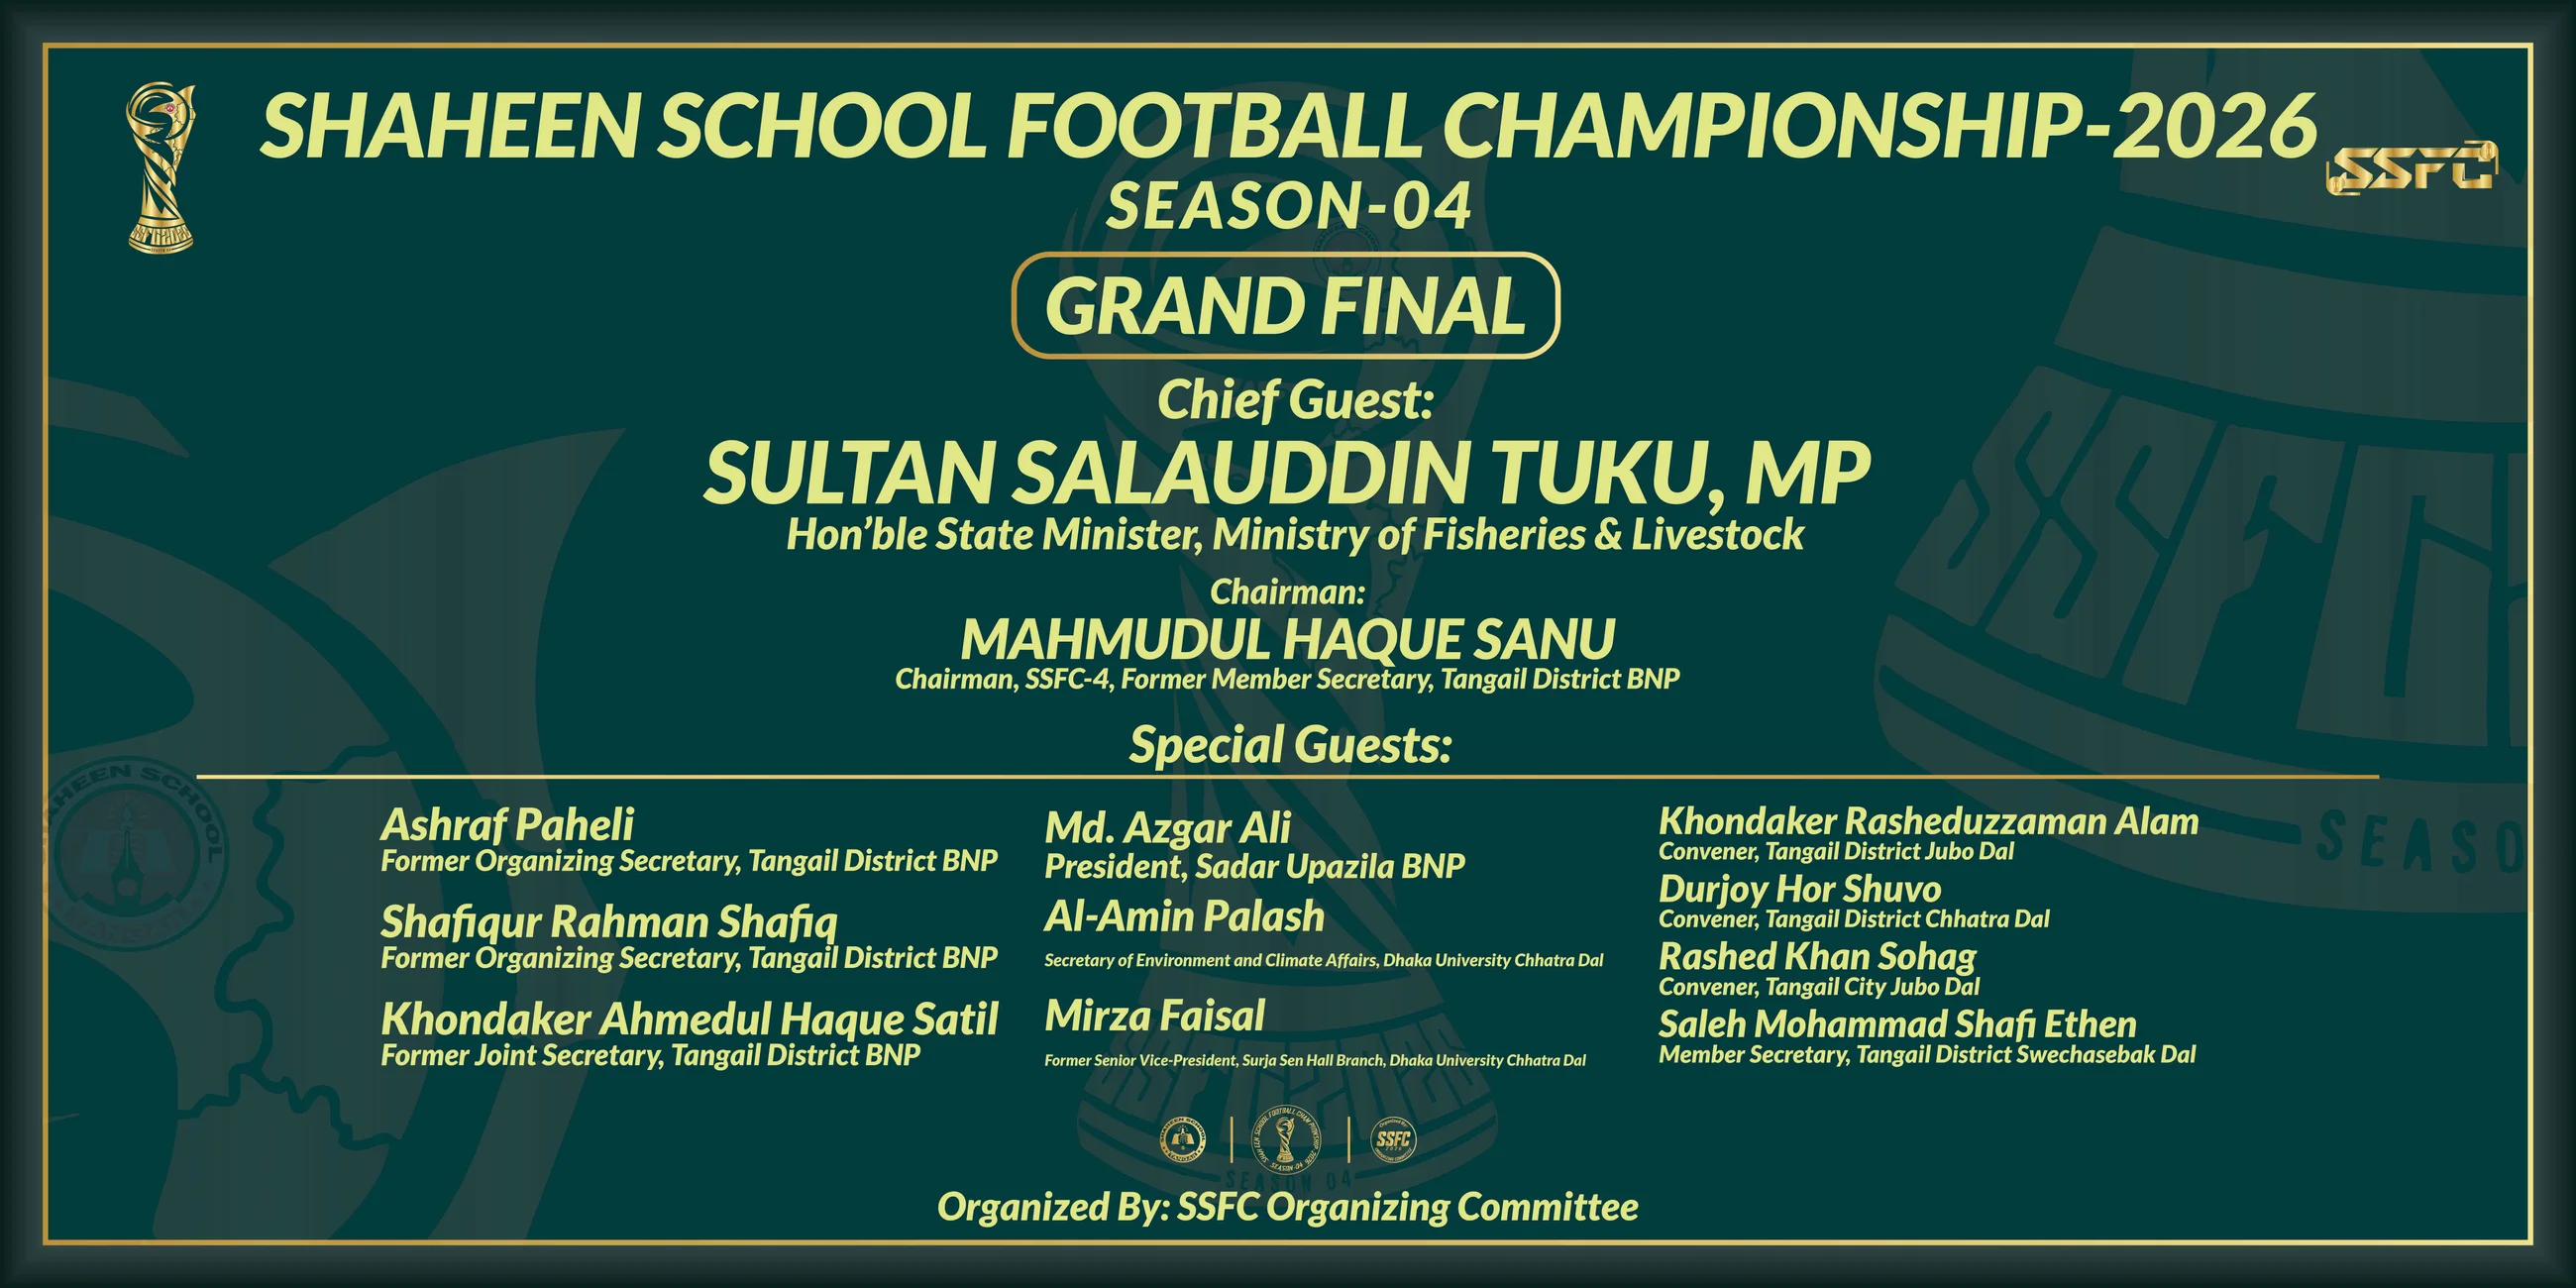 SHAHEEN SCHOOL FOOTBALL CHAMPIONSHIP-2026
SSFC
SEASON-04
GRAND FINAL
Chief Guest:
SULTAN SALAUDDIN TUKU, MP
Hon’ble State Minister, Ministry of Fisheries & Livestock
Chairman:
MAHMUDUL HAQUE SANU
Chairman, SSFC-4, Former Member Secretary, Tangail District BNP
Special Guests:
Ashraf Paheli
Former Organizing Secretary, Tangail District BNP
Shafiqur Rahman Shafiq
Former Organizing Secretary, Tangail District BNP
Khondaker Ahmedul Haque Satil
Former Joint Secretary, Tangail District BNP
Md. Azgar Ali
President, Sadar Upazila BNP
Al-Amin Palash
Secretary of Environment and Climate Affairs, Dhaka University Chhatra Dal
Mirza Faisal
Former Senior Vice-President, Surja Sen Hall Branch, Dhaka University Chhatra Dal
Khondaker Rasheduzzaman Alam
Convener, Tangail District Jubo Dal
Durjoy Hor Shuvo
Convener, Tangail District Chhatra Dal
Rashed Khan Sohag
Convener, Tangail City Jubo Dal
Saleh Mohammad Shafi Ethen
Member Secretary, Tangail District Swechasebak Dal
SSFC
SEASON 04
Organized By: SSFC Organizing Committee